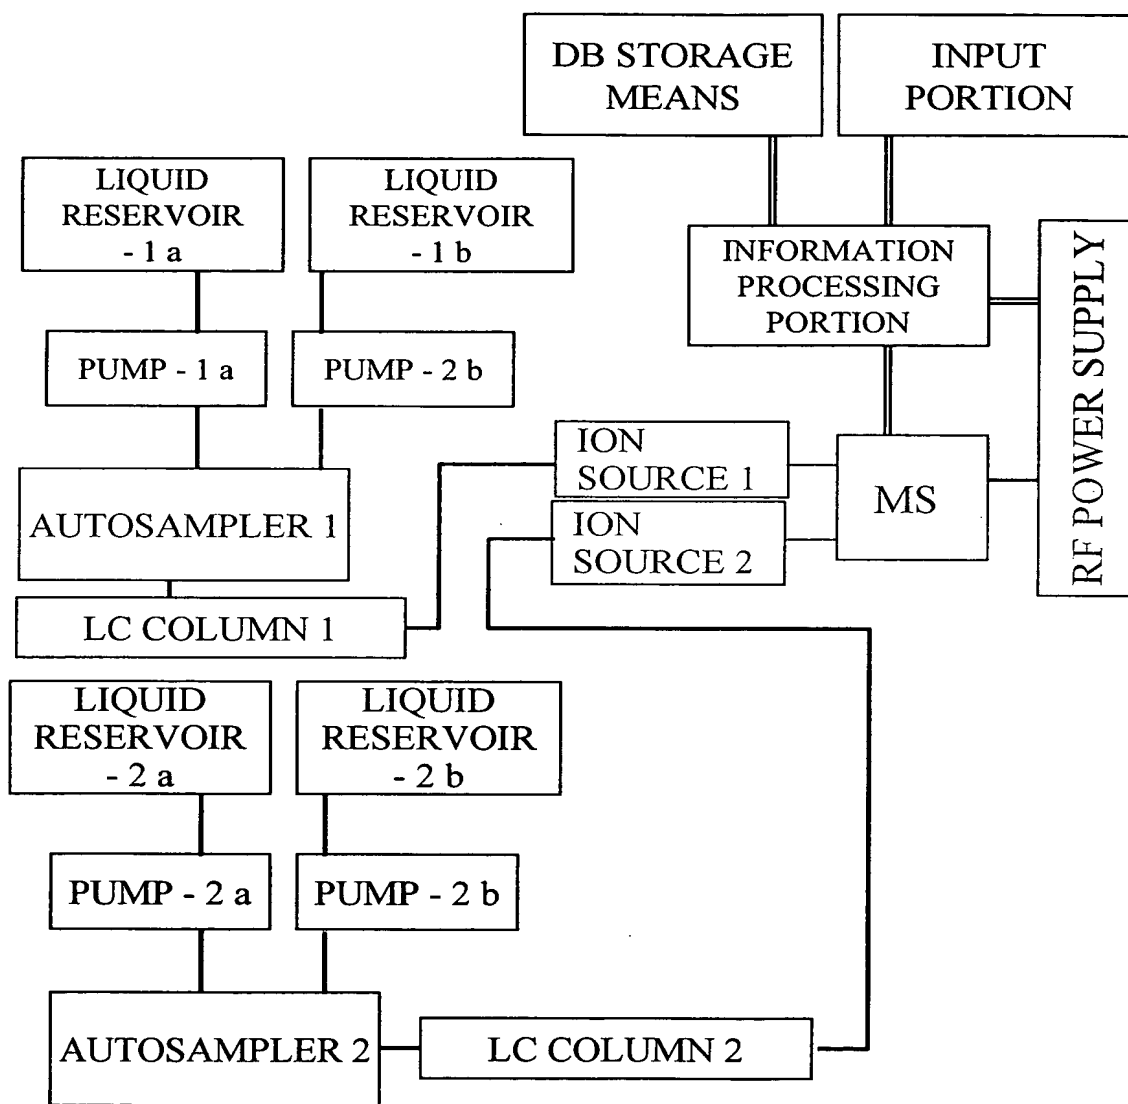 DB STORAGE
MEANS
INPUT
PORTION
LIQUID
RESERVOIR
- 1 a
LIQUID
RESERVOIR
- 1 b
INFORMATION
PROCESSING
PORTION
RF POWER SUPPLY
PUMP - 1 a
PUMP - 2 b
ION
SOURCE 1
MS
AUTOSAMPLER 1
ION
SOURCE 2
LC COLUMN 1
LIQUID
RESERVOIR
- 2 a
LIQUID
RESERVOIR
- 2 b
PUMP - 2 a
PUMP - 2 b
AUTOSAMPLER 2
LC COLUMN 2